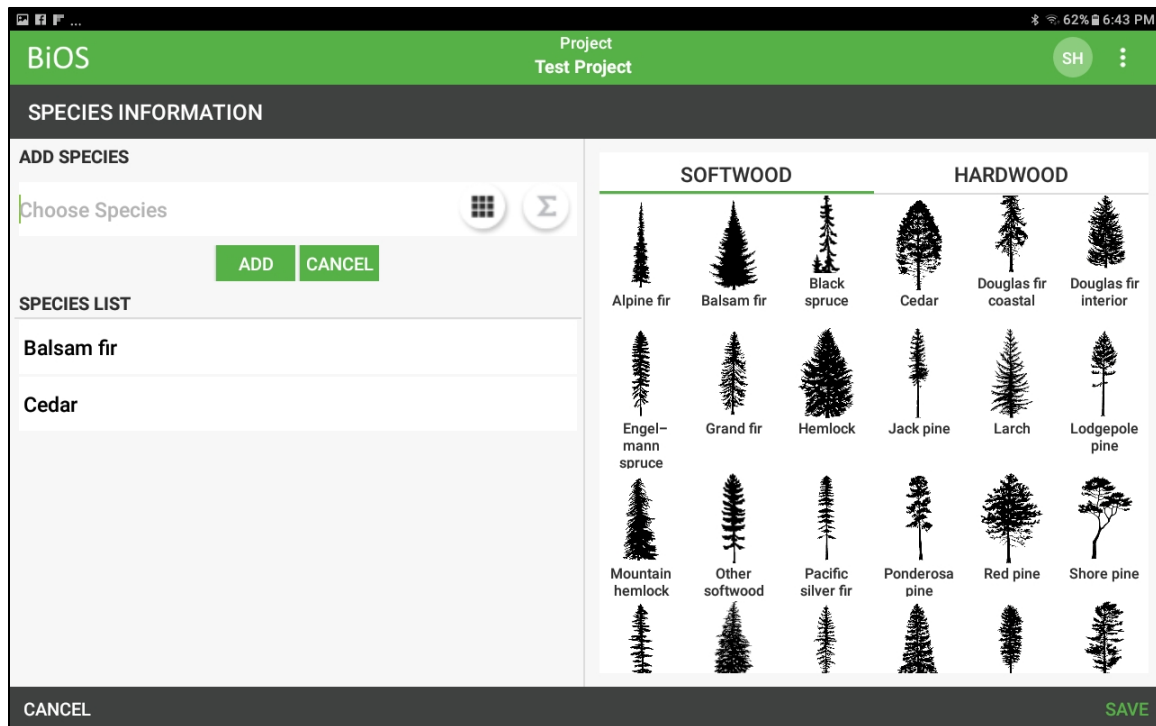 ... 62% 6:43 PM
BiOS
Project
Test Project
SH
SPECIES INFORMATION
ADD SPECIES
Choose Species
Σ
ADD CANCEL
SPECIES LIST
Balsam fir
Cedar
SOFTWOOD HARDWOOD
Alpine fir
Balsam fir
Black
spruce
Cedar
Douglas fir
coastal
Douglas fir
interior
Engel–
mann
spruce
Grand fir
Hemlock
Jack pine
Larch
Lodgepole
pine
Mountain
hemlock
Other
softwood
Pacific
silver fir
Ponderosa
pine
Red pine
Shore pine
CANCEL
SAVE